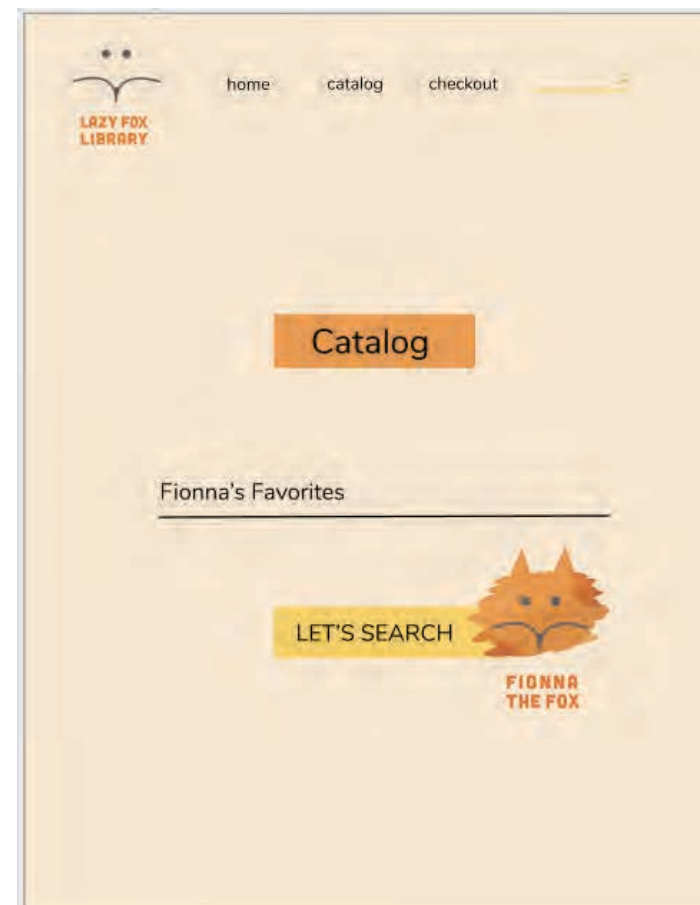 LAZY FOX
LIBRARY
home catalog checkout
Catalog
Fionna's Favorites
LET'S SEARCH
FIONNA
THE FOX